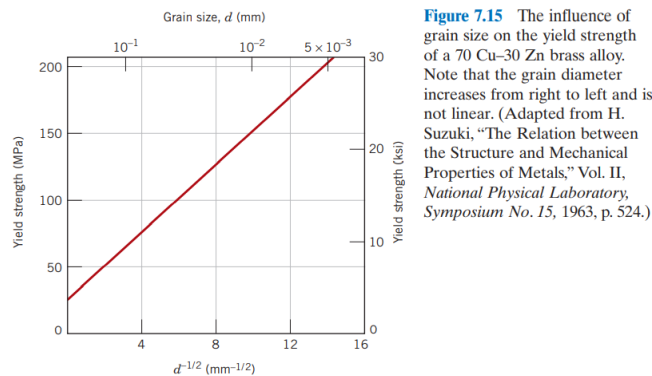 Grain size, d (mm)
10⁻¹ 10⁻² 5 × 10⁻³
200
150
100
50
0
Yield strength (MPa)
30
20
10
0
Yield strength (ksi)
4 8 12 16
d⁻¹/² (mm⁻¹/²)
Figure 7.15 The influence of
grain size on the yield strength
of a 70 Cu–30 Zn brass alloy.
Note that the grain diameter
increases from right to left and is
not linear. (Adapted from H.
Suzuki, “The Relation between
the Structure and Mechanical
Properties of Metals,” Vol. II,
National Physical Laboratory,
Symposium No. 15, 1963, p. 524.)